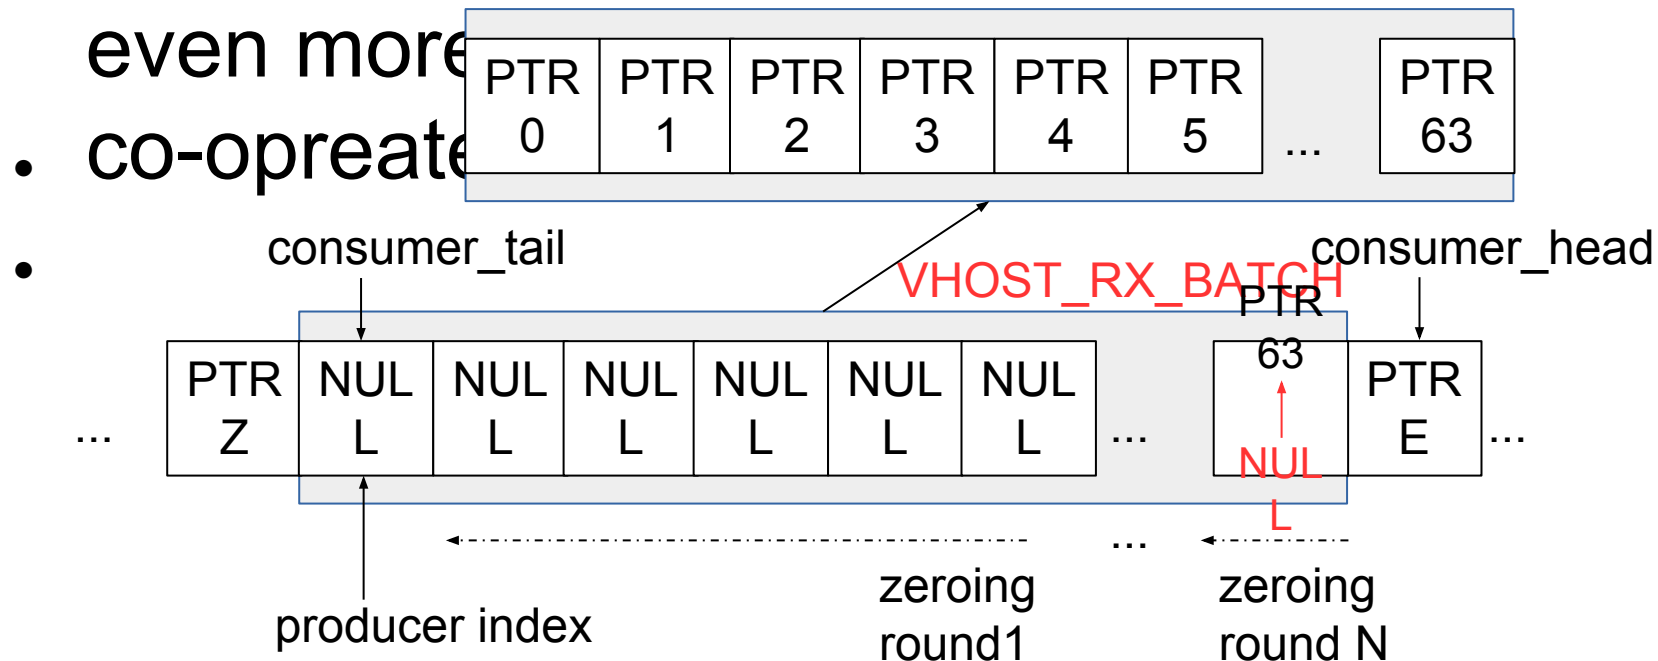 even more
• co-opreate
•
PTR PTR PTR PTR PTR PTR PTR
0 1 2 3 4 5 ... 63
consumer_tail consumer_head
VHOST_RX_BATCH
PTR
63
PTR NUL NUL NUL NUL NUL NUL PTR
... Z L L L L L L ... E ...
NUL
L
...
zeroing zeroing
producer index
round1 round N